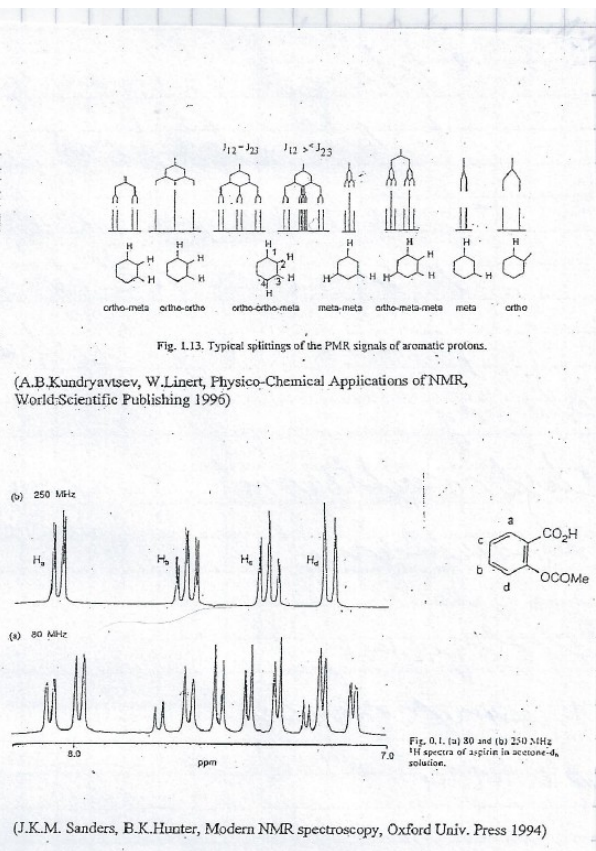 J12 = J23 J12 >< J23
H H H H H H H H
H H H 1 2 H H H H H H
H H 4 3 H H
H
ortho-meta ortho-ortho ortho-ortho-meta meta-meta ortho-meta-meta meta ortho
Fig. 1.13. Typical splittings of the PMR signals of aromatic protons.
(A.B.Kundryavtsev, W.Linert, Physico-Chemical Applications of NMR,
World Scientific Publishing 1996)
(b) 250 MHz
Ha Hb Hc Hd
a
c CO2H
b OCOMe
d
(a) 80 MHz
8.0 ppm 7.0
Fig. 0.1. (a) 80 and (b) 250 MHz
1H spectra of aspirin in acetone-d6
solution.
(J.K.M. Sanders, B.K.Hunter, Modern NMR spectroscopy, Oxford Univ. Press 1994)